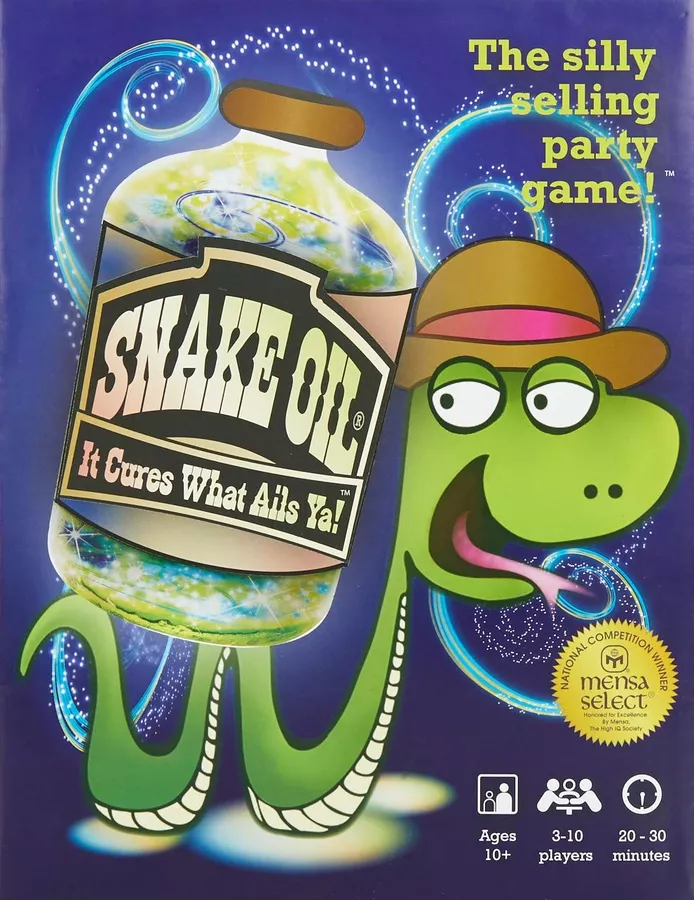 The silly
selling
party
game!™
SNAKE OIL®
It Cures What Ails Ya!™
NATIONAL COMPETITION WINNER
mensa
SELECT®
Honored for Excellence
By Mensa,
The High IQ Society
Ages
10+
3-10
players
20 - 30
minutes